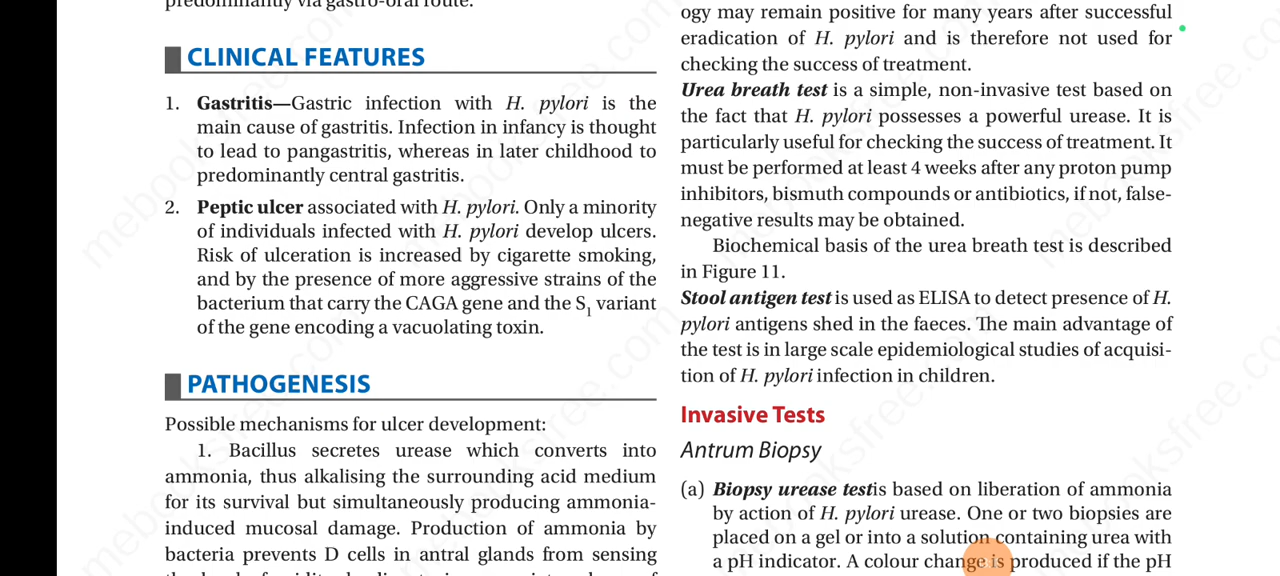 predominantly via gastro-oral route.
CLINICAL FEATURES
1. Gastritis—Gastric infection with H. pylori is the
main cause of gastritis. Infection in infancy is thought
to lead to pangastritis, whereas in later childhood to
predominantly central gastritis.
2. Peptic ulcer associated with H. pylori. Only a minority
of individuals infected with H. pylori develop ulcers.
Risk of ulceration is increased by cigarette smoking,
and by the presence of more aggressive strains of the
bacterium that carry the CAGA gene and the S₁ variant
of the gene encoding a vacuolating toxin.
PATHOGENESIS
Possible mechanisms for ulcer development:
1. Bacillus secretes urease which converts into
ammonia, thus alkalising the surrounding acid medium
for its survival but simultaneously producing ammonia-
induced mucosal damage. Production of ammonia by
bacteria prevents D cells in antral glands from sensing
ogy may remain positive for many years after successful
eradication of H. pylori and is therefore not used for
checking the success of treatment.
Urea breath test is a simple, non-invasive test based on
the fact that H. pylori possesses a powerful urease. It is
particularly useful for checking the success of treatment. It
must be performed at least 4 weeks after any proton pump
inhibitors, bismuth compounds or antibiotics, if not, false-
negative results may be obtained.
Biochemical basis of the urea breath test is described
in Figure 11.
Stool antigen test is used as ELISA to detect presence of H.
pylori antigens shed in the faeces. The main advantage of
the test is in large scale epidemiological studies of acquisi-
tion of H. pylori infection in children.
Invasive Tests
Antrum Biopsy
(a) Biopsy urease testis based on liberation of ammonia
by action of H. pylori urease. One or two biopsies are
placed on a gel or into a solution containing urea with
a pH indicator. A colour change is produced if the pH